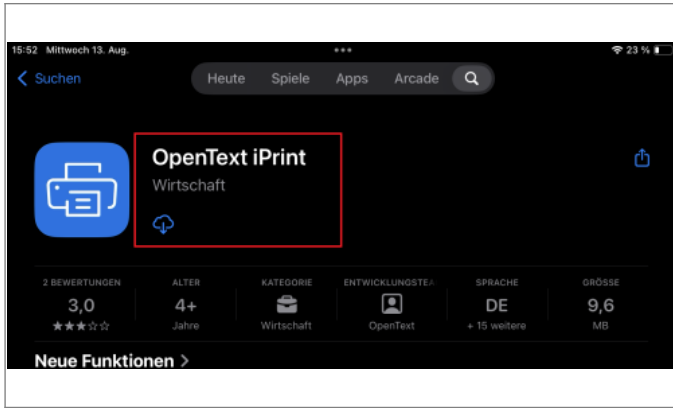 15:52 Mittwoch 13. Aug.
23 %
Suchen
Heute Spiele Apps Arcade
OpenText iPrint
Wirtschaft
2 BEWERTUNGEN ALTER KATEGORIE ENTWICKLUNGSTEA SPRACHE GRÖSSE
3,0 4+ DE 9,6
Jahre Wirtschaft OpenText + 15 weitere MB
Neue Funktionen >